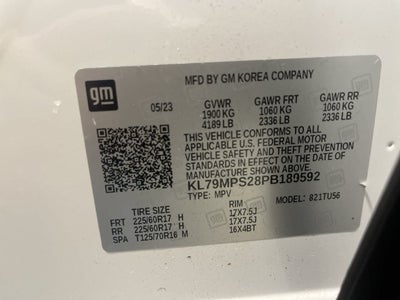 MFD BY GM KOREA COMPANY
gm
05/23 GVWR GAWR FRT GAWR RR
1900 KG 1060 KG 1060 KG
4189 LB 2336 LB 2336 LB
THIS VEHICLE CONFORMS TO ALL
APPLICABLE U.S. FEDERAL MOTOR
VEHICLE SAFETY, BUMPER, AND THEFT
PREVENTION STANDARDS IN EFFECT ON THE
DATE OF MANUFACTURE SHOWN ABOVE.
KL79MPS28PB189592
TYPE: MPV MODEL: 821TU56
TIRE SIZE RIM
FRT 225/60R17 H 17X7.5J
RR 225/60R17 H 17X7.5J
SPA T125/70R16 M 16X4BT